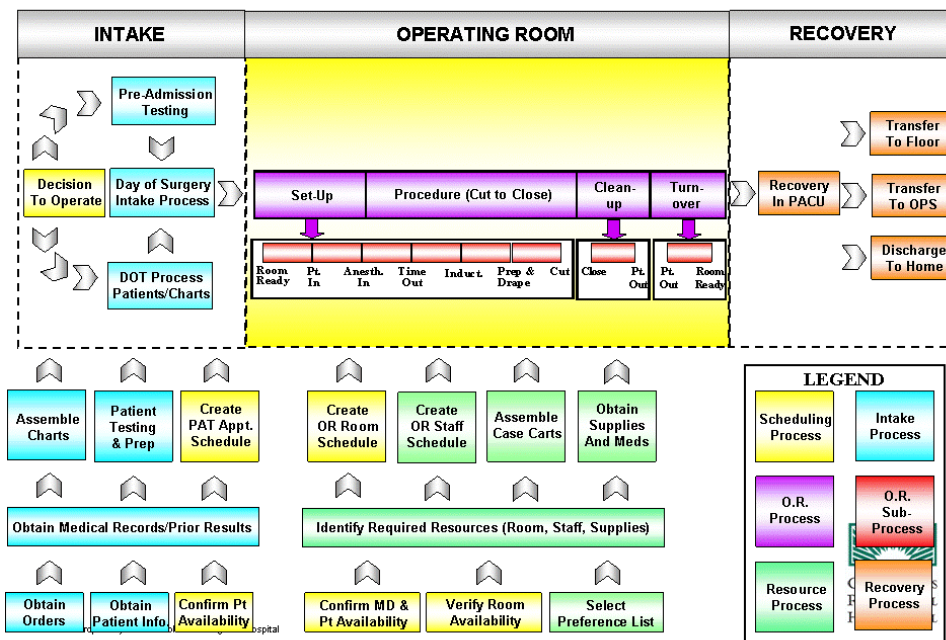 INTAKE
OPERATING ROOM
RECOVERY
Pre-Admission
Testing
Decision
To Operate
Day of Surgery
Intake Process
DOT Process
Patients/Charts
Set-Up
Procedure (Cut to Close)
Clean-
up
Turn-
over
Room
Ready
Pt.
In
Anesth.
In
Time
Out
Induct.
Prep &
Drape
Cut
Close
Pt.
Out
Pt.
Out
Room
Ready
Recovery
In PACU
Transfer
To Floor
Transfer
To OPS
Discharge
To Home
Assemble
Charts
Patient
Testing
& Prep
Create
PAT Appt.
Schedule
Create
OR Room
Schedule
Create
OR Staff
Schedule
Assemble
Case Carts
Obtain
Supplies
And Meds
Obtain Medical Records/Prior Results
Identify Required Resources (Room, Staff, Supplies)
Obtain
Orders
Obtain
Patient Info.
Confirm Pt
Availability
Confirm MD &
Pt Availability
Verify Room
Availability
Select
Preference List
LEGEND
Scheduling
Process
Intake
Process
O.R.
Process
O.R.
Sub-
Process
Resource
Process
Recovery
Process